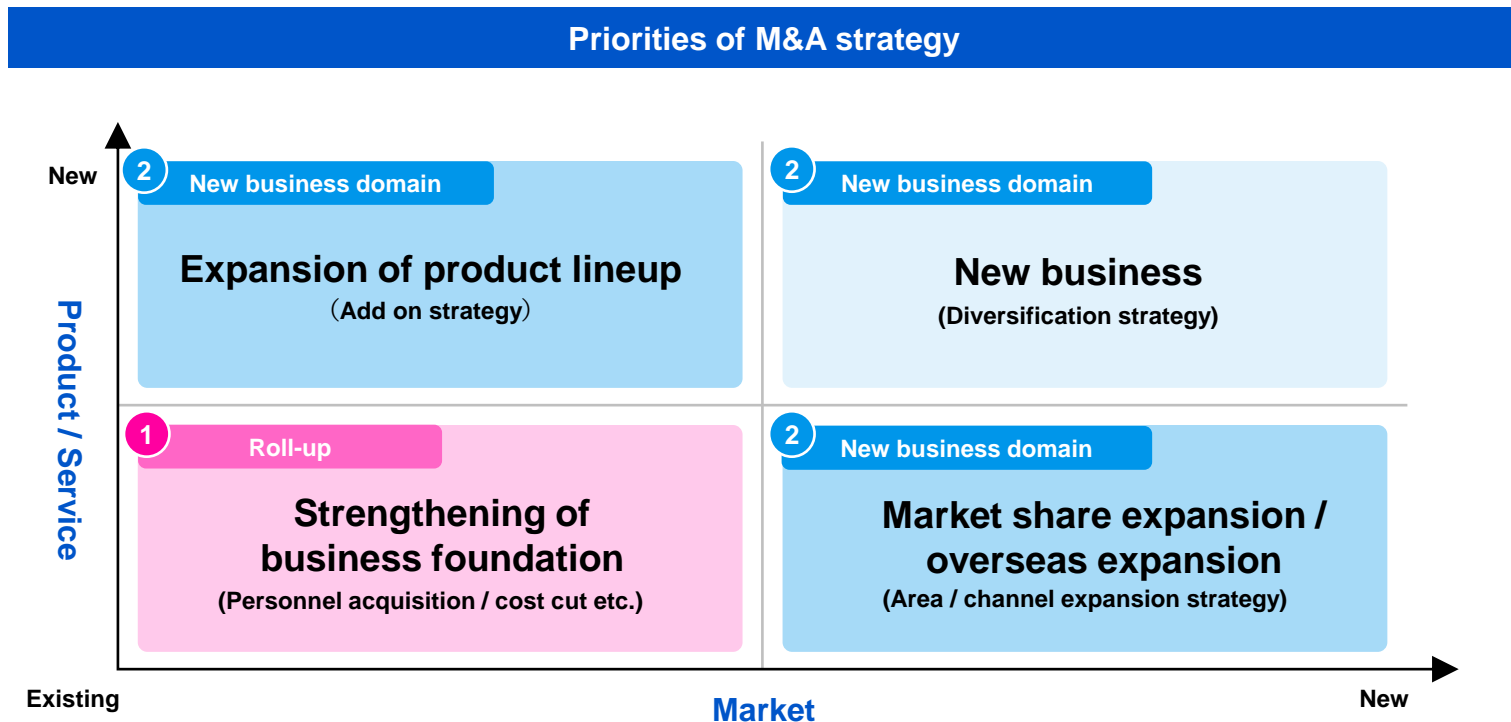 Priorities of M&A strategy
New
Product / Service
2
New business domain
Expansion of product lineup
（Add on strategy）
2
New business domain
New business
(Diversification strategy)
1
Roll-up
Strengthening of
business foundation
(Personnel acquisition / cost cut etc.)
2
New business domain
Market share expansion /
overseas expansion
(Area / channel expansion strategy)
Existing
Market
New